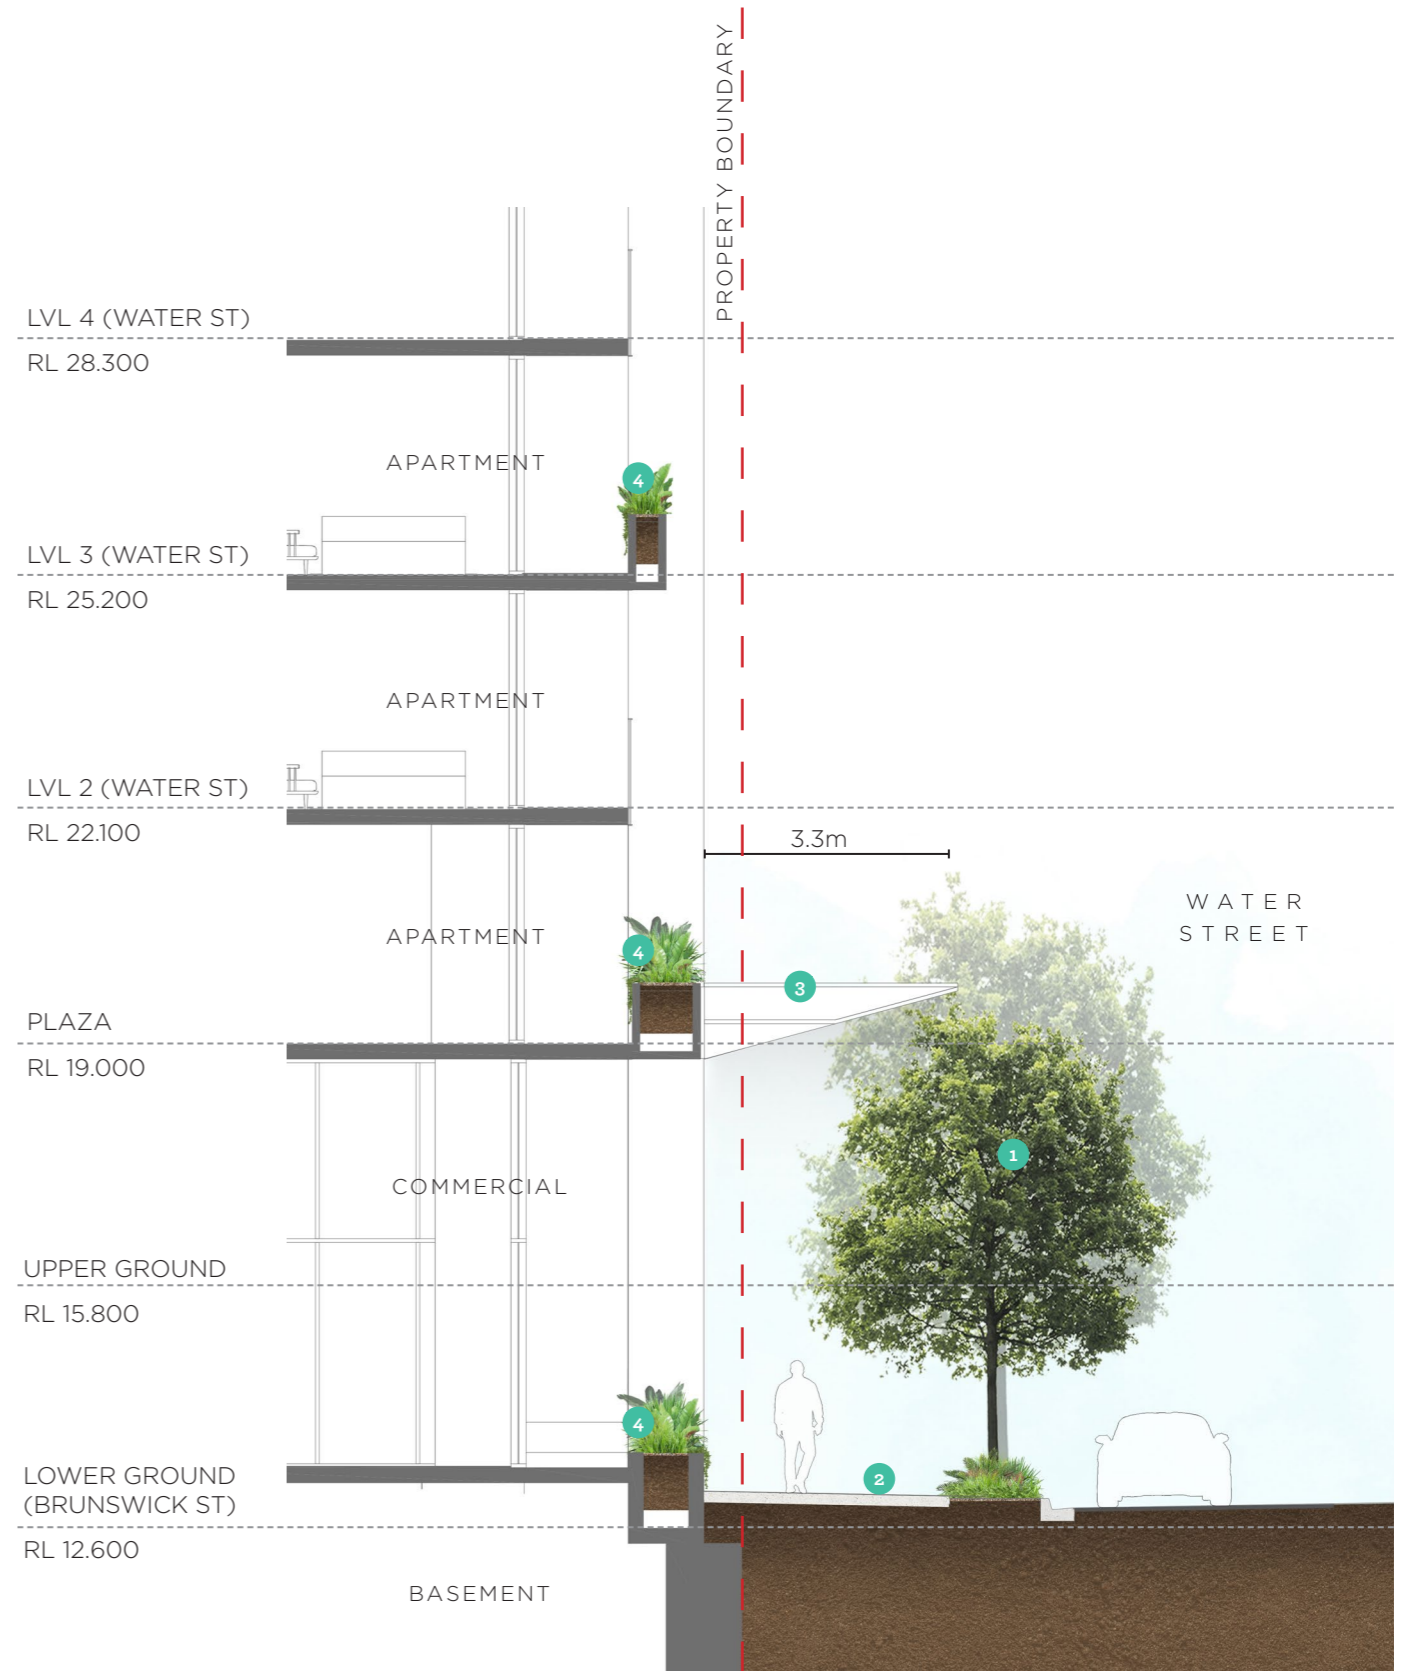 PROPERTY BOUNDARY
LVL 4 (WATER ST)
RL 28.300
APARTMENT
4
LVL 3 (WATER ST)
RL 25.200
APARTMENT
LVL 2 (WATER ST)
RL 22.100
3.3m
WATER
STREET
APARTMENT
4
3
PLAZA
RL 19.000
1
COMMERCIAL
UPPER GROUND
RL 15.800
4
LOWER GROUND
(BRUNSWICK ST)
2
RL 12.600
BASEMENT